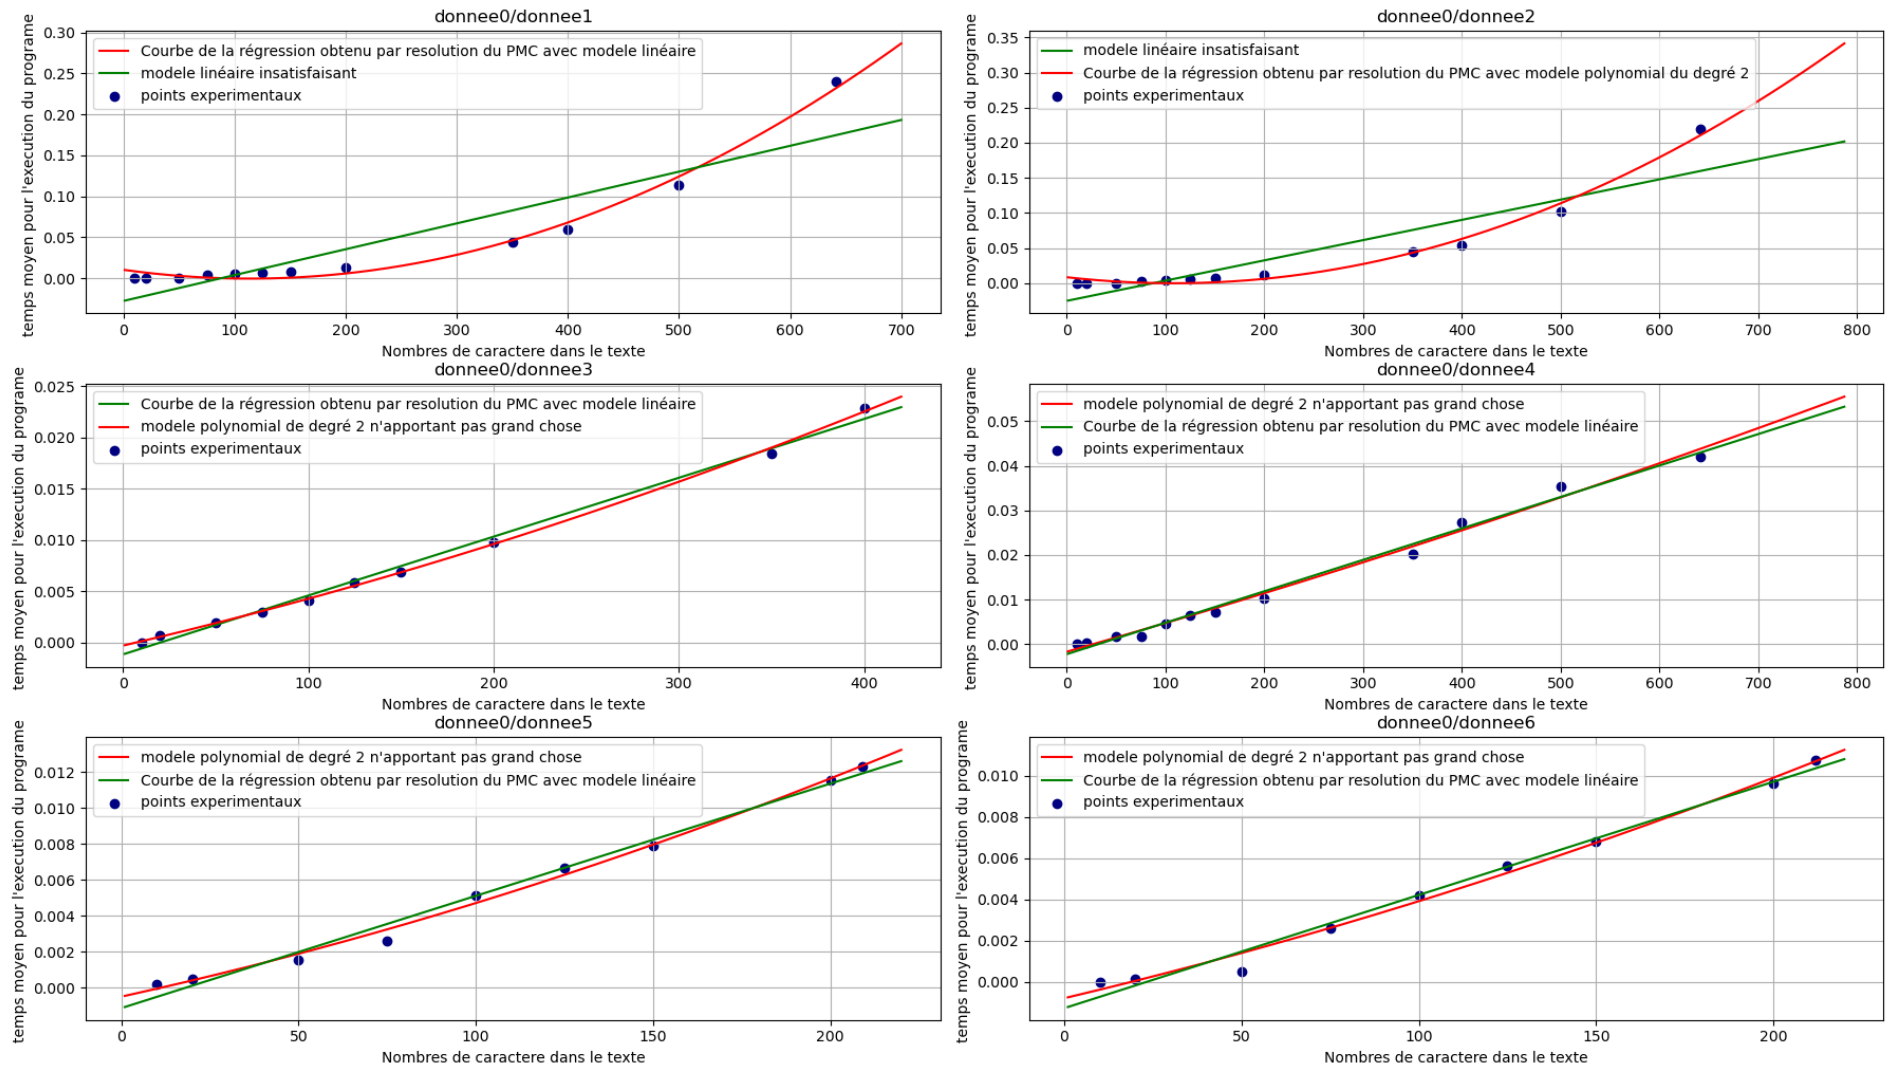 donnee0/donnee1
temps moyen pour l'execution du programe
0.30
0.25
0.20
0.15
0.10
0.05
0.00
Courbe de la régression obtenu par resolution du PMC avec modele linéaire
modele linéaire insatisfaisant
points experimentaux
0 100 200 300 400 500 600 700
Nombres de caractere dans le texte
donnee0/donnee2
temps moyen pour l'execution du programe
0.35
0.30
0.25
0.20
0.15
0.10
0.05
0.00
modele linéaire insatisfaisant
Courbe de la régression obtenu par resolution du PMC avec modele polynomial du degré 2
points experimentaux
0 100 200 300 400 500 600 700 800
Nombres de caractere dans le texte
donnee0/donnee3
temps moyen pour l'execution du programe
0.025
0.020
0.015
0.010
0.005
0.000
Courbe de la régression obtenu par resolution du PMC avec modele linéaire
modele polynomial de degré 2 n'apportant pas grand chose
points experimentaux
0 100 200 300 400
Nombres de caractere dans le texte
donnee0/donnee4
temps moyen pour l'execution du programe
0.05
0.04
0.03
0.02
0.01
0.00
modele polynomial de degré 2 n'apportant pas grand chose
Courbe de la régression obtenu par resolution du PMC avec modele linéaire
points experimentaux
0 100 200 300 400 500 600 700 800
Nombres de caractere dans le texte
donnee0/donnee5
temps moyen pour l'execution du programe
0.012
0.010
0.008
0.006
0.004
0.002
0.000
modele polynomial de degré 2 n'apportant pas grand chose
Courbe de la régression obtenu par resolution du PMC avec modele linéaire
points experimentaux
0 50 100 150 200
Nombres de caractere dans le texte
donnee0/donnee6
temps moyen pour l'execution du programe
0.010
0.008
0.006
0.004
0.002
0.000
modele polynomial de degré 2 n'apportant pas grand chose
Courbe de la régression obtenu par resolution du PMC avec modele linéaire
points experimentaux
0 50 100 150 200
Nombres de caractere dans le texte